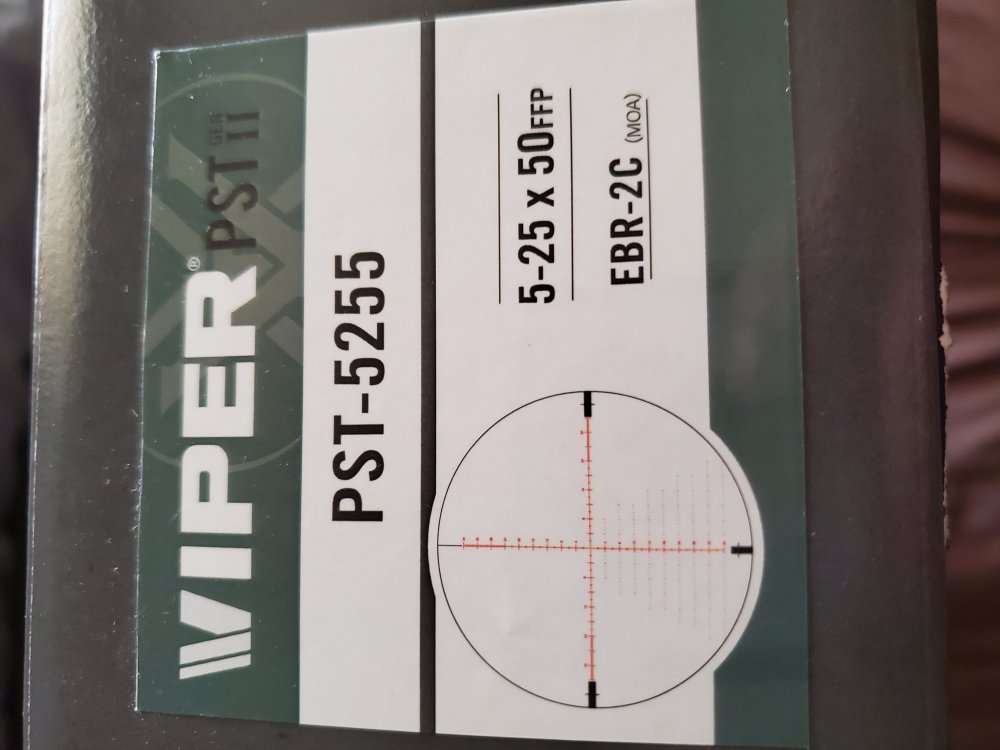 VIPER® PST GEN II
PST-5255
5-25 x 50FFP
EBR-2C (MOA)